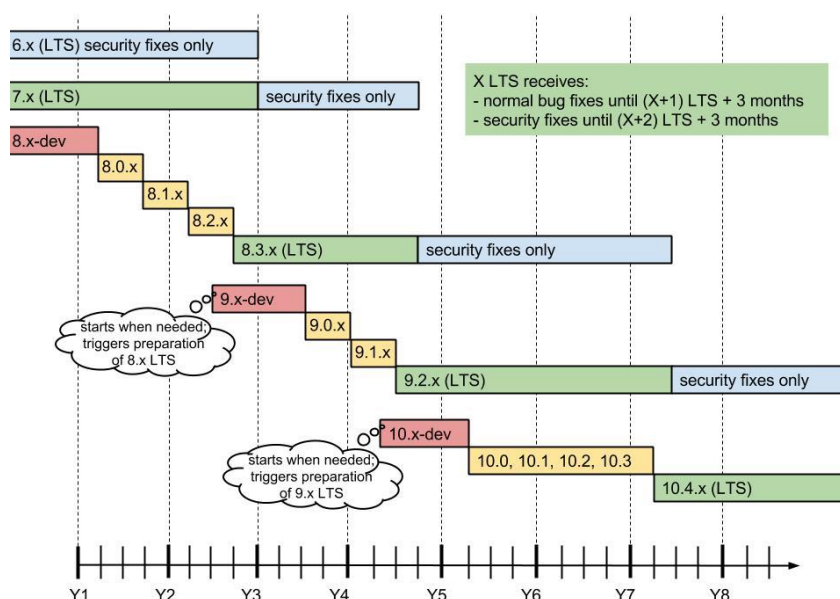 6.x (LTS) security fixes only
7.x (LTS)
security fixes only
X LTS receives:
- normal bug fixes until (X+1) LTS + 3 months
- security fixes until (X+2) LTS + 3 months
8.x-dev
8.0.x
8.1.x
8.2.x
8.3.x (LTS)
security fixes only
9.x-dev
starts when needed;
triggers preparation
of 8.x LTS
9.0.x
9.1.x
9.2.x (LTS)
security fixes only
10.x-dev
starts when needed;
triggers preparation
of 9.x LTS
10.0, 10.1, 10.2, 10.3
10.4.x (LTS)
Y1 Y2 Y3 Y4 Y5 Y6 Y7 Y8